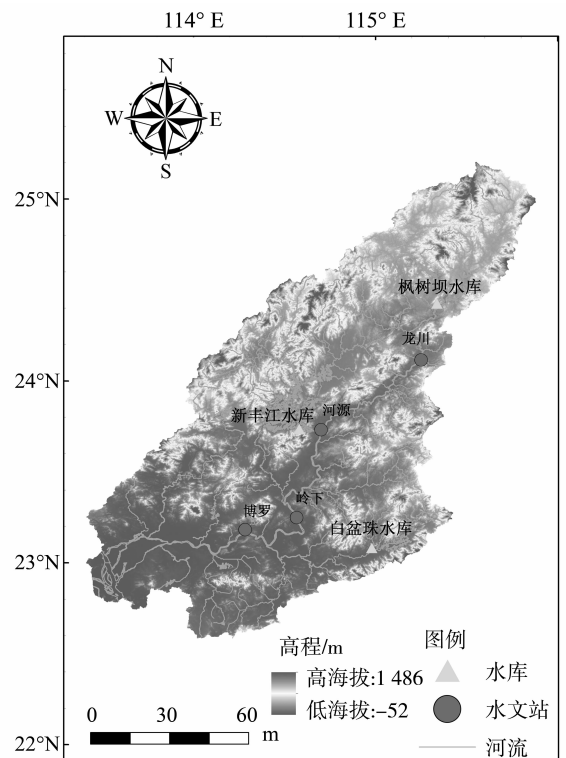 114° E 115° E
N
W E
S
25°N
枫树坝水库
龙川
24°N
新丰江水库 河源
岭下
博罗
白盆珠水库
23°N
高程/m
高海拔:1 486
低海拔:-52
图例
水库
水文站
河流
0 30 60
m
22°N